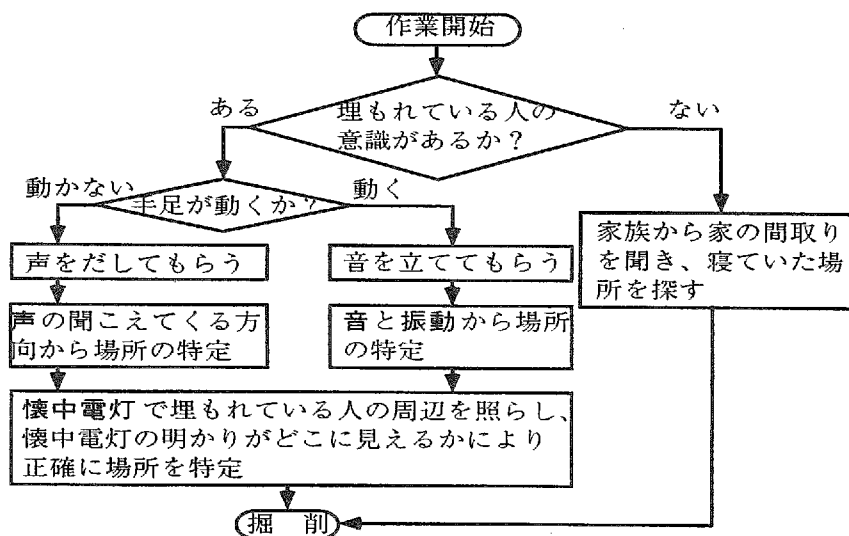 作業開始
埋もれている人の
意識があるか？
ある
ない
手足が動くか？
動かない
動く
声をだしてもらう
音を立ててもらう
家族から家の間取り
を聞き、寝ていた場
所を探す
声の聞こえてくる方
向から場所の特定
音と振動から場所
の特定
懐中電灯で埋もれている人の周辺を照らし、
懐中電灯の明かりがどこに見えるかにより
正確に場所を特定
掘 削